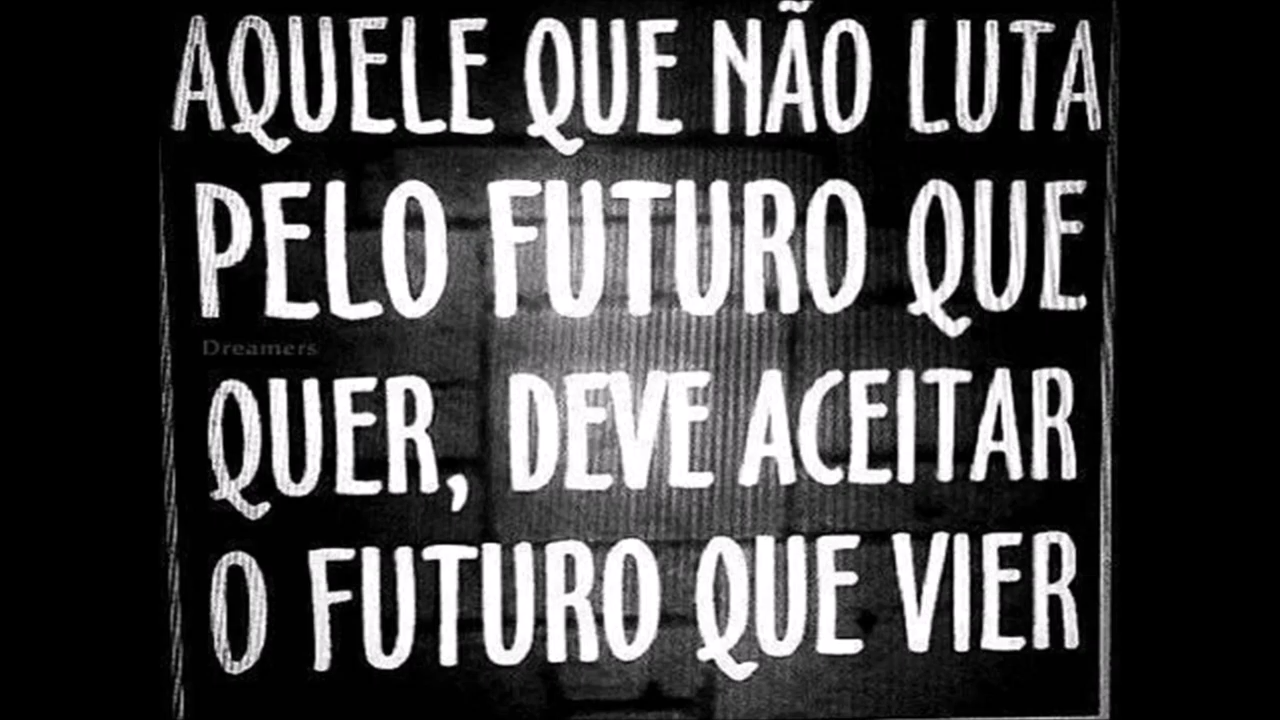 AQUELE QUE NÃO LUTA
PELO FUTURO QUE
Dreamers
QUER, DEVE ACEITAR
O FUTURO QUE VIER